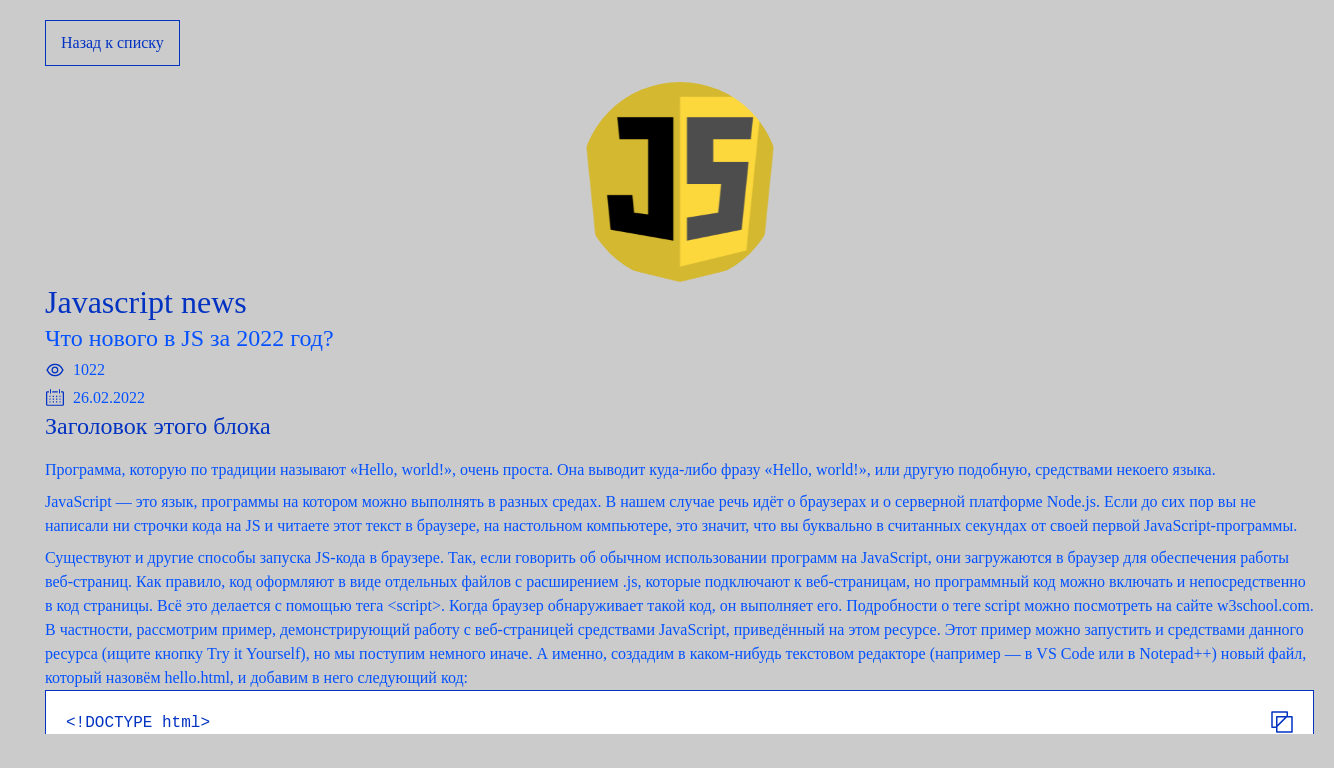 Назад к списку
JS
Javascript news
Что нового в JS за 2022 год?
1022
26.02.2022
Заголовок этого блока
Программа, которую по традиции называют «Hello, world!», очень проста. Она выводит куда-либо фразу «Hello, world!», или другую подобную, средствами некоего языка.
JavaScript — это язык, программы на котором можно выполнять в разных средах. В нашем случае речь идёт о браузерах и о серверной платформе Node.js. Если до сих пор вы не
написали ни строчки кода на JS и читаете этот текст в браузере, на настольном компьютере, это значит, что вы буквально в считанных секундах от своей первой JavaScript-программы.
Существуют и другие способы запуска JS-кода в браузере. Так, если говорить об обычном использовании программ на JavaScript, они загружаются в браузер для обеспечения работы
веб-страниц. Как правило, код оформляют в виде отдельных файлов с расширением .js, которые подключают к веб-страницам, но программный код можно включать и непосредственно
в код страницы. Всё это делается с помощью тега <script>. Когда браузер обнаруживает такой код, он выполняет его. Подробности о теге script можно посмотреть на сайте w3school.com.
В частности, рассмотрим пример, демонстрирующий работу с веб-страницей средствами JavaScript, приведённый на этом ресурсе. Этот пример можно запустить и средствами данного
ресурса (ищите кнопку Try it Yourself), но мы поступим немного иначе. А именно, создадим в каком-нибудь текстовом редакторе (например — в VS Code или в Notepad++) новый файл,
который назовём hello.html, и добавим в него следующий код:
<!DOCTYPE html>